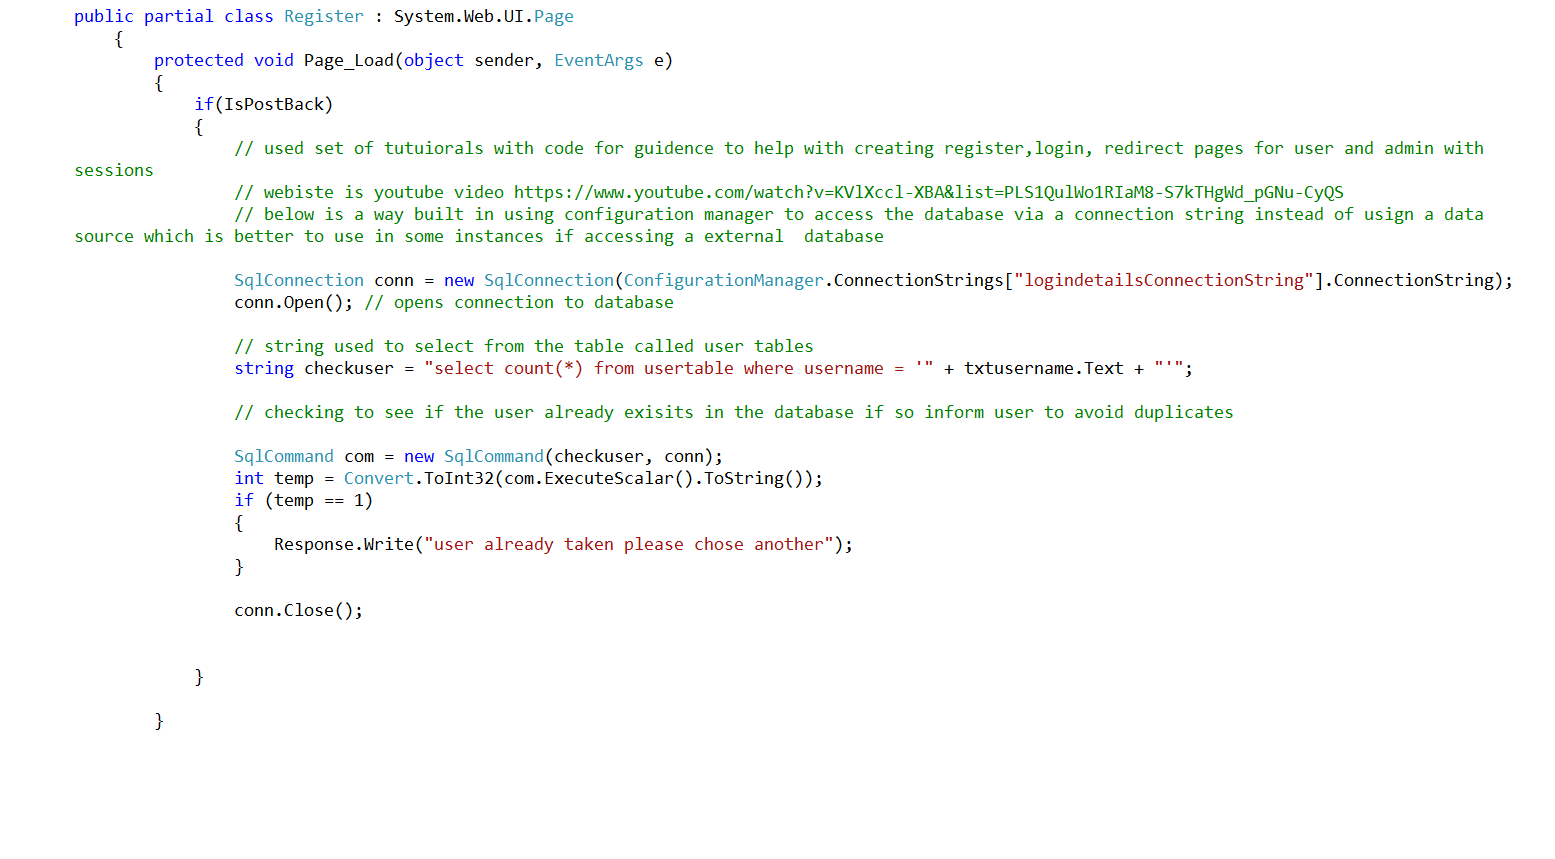 public partial class Register : System.Web.UI.Page
{
protected void Page_Load(object sender, EventArgs e)
{
if(IsPostBack)
{
// used set of tutuiorals with code for guidence to help with creating register,login, redirect pages for user and admin with
sessions
// webiste is youtube video https://www.youtube.com/watch?v=KVlXccl-XBA&list=PLS1QulWo1RIaM8-S7kTHgWd_pGNu-CyQS
// below is a way built in using configuration manager to access the database via a connection string instead of usign a data
source which is better to use in some instances if accessing a external  database
SqlConnection conn = new SqlConnection(ConfigurationManager.ConnectionStrings["logindetailsConnectionString"].ConnectionString);
conn.Open(); // opens connection to database
// string used to select from the table called user tables
string checkuser = "select count(*) from usertable where username = '" + txtusername.Text + "'";
// checking to see if the user already exisits in the database if so inform user to avoid duplicates
SqlCommand com = new SqlCommand(checkuser, conn);
int temp = Convert.ToInt32(com.ExecuteScalar().ToString());
if (temp == 1)
{
Response.Write("user already taken please chose another");
}
conn.Close();
}
}